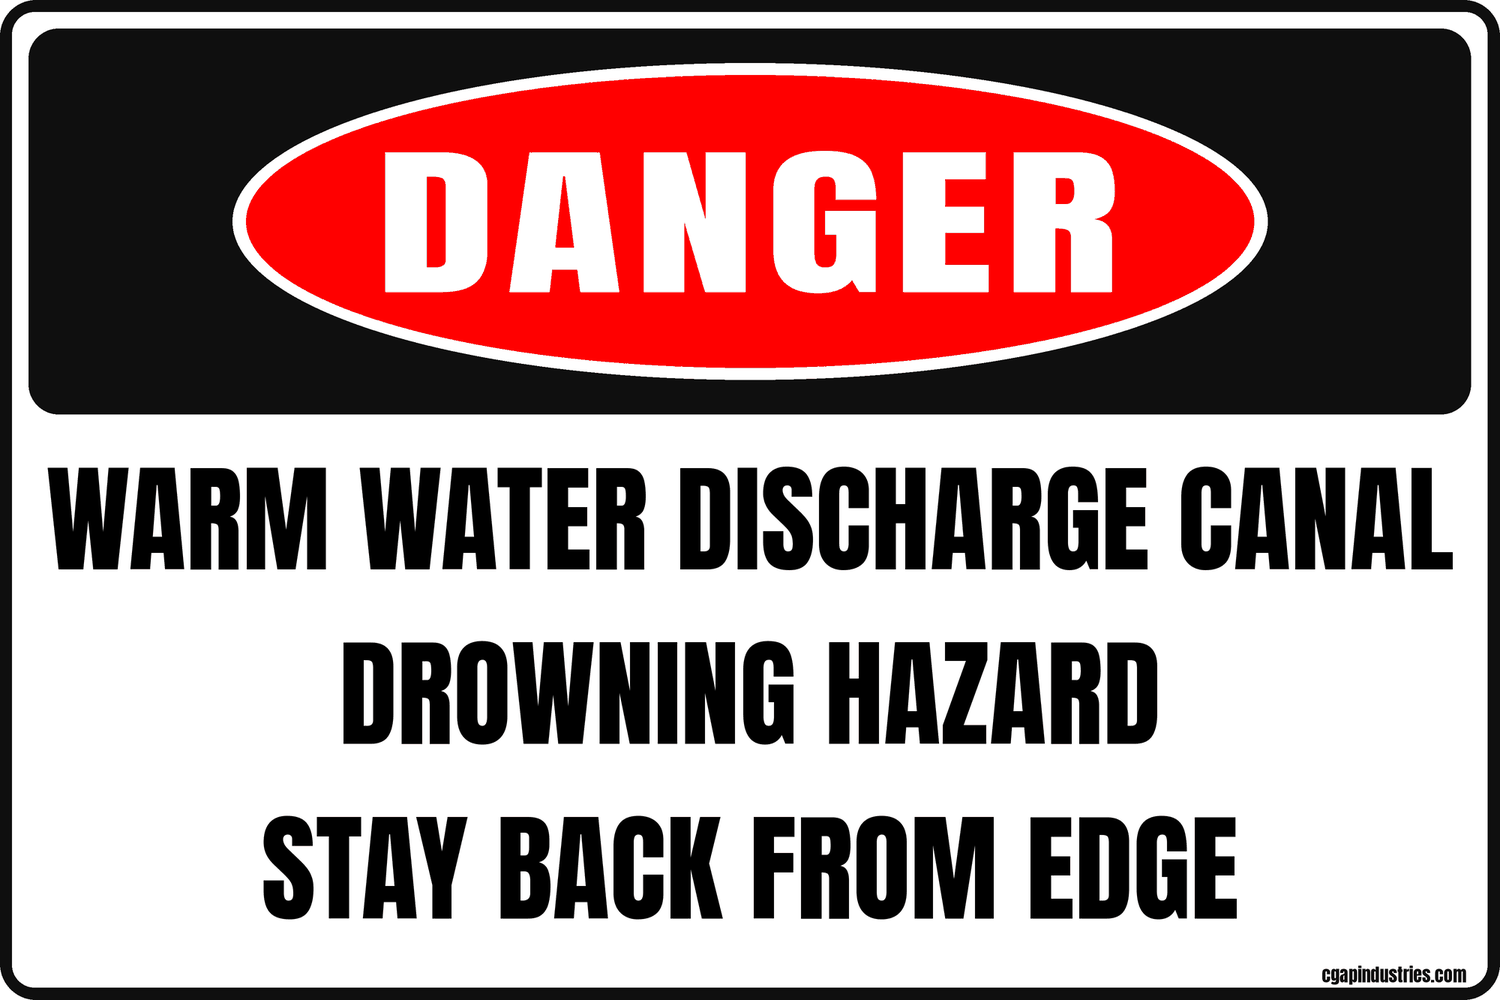 DANGER
WARM WATER DISCHARGE CANAL
DROWNING HAZARD
STAY BACK FROM EDGE
cgapindustries.com